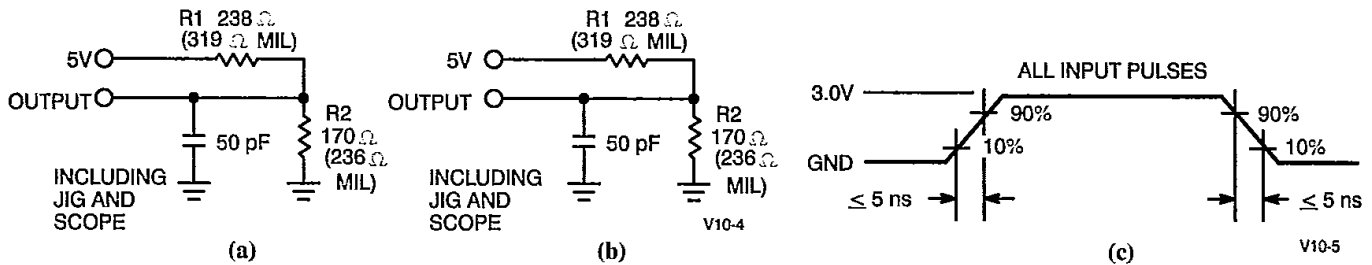 R1 238 Ω
(319 Ω MIL)
5V
OUTPUT
R2
170 Ω
(236 Ω
MIL)
50 pF
INCLUDING
JIG AND
SCOPE
(a)
R1 238 Ω
(319 Ω MIL)
5V
OUTPUT
R2
170 Ω
(236 Ω
MIL)
50 pF
INCLUDING
JIG AND
SCOPE
V10-4
(b)
ALL INPUT PULSES
3.0V
90%
90%
10%
10%
GND
≤ 5 ns
≤ 5 ns
V10-5
(c)